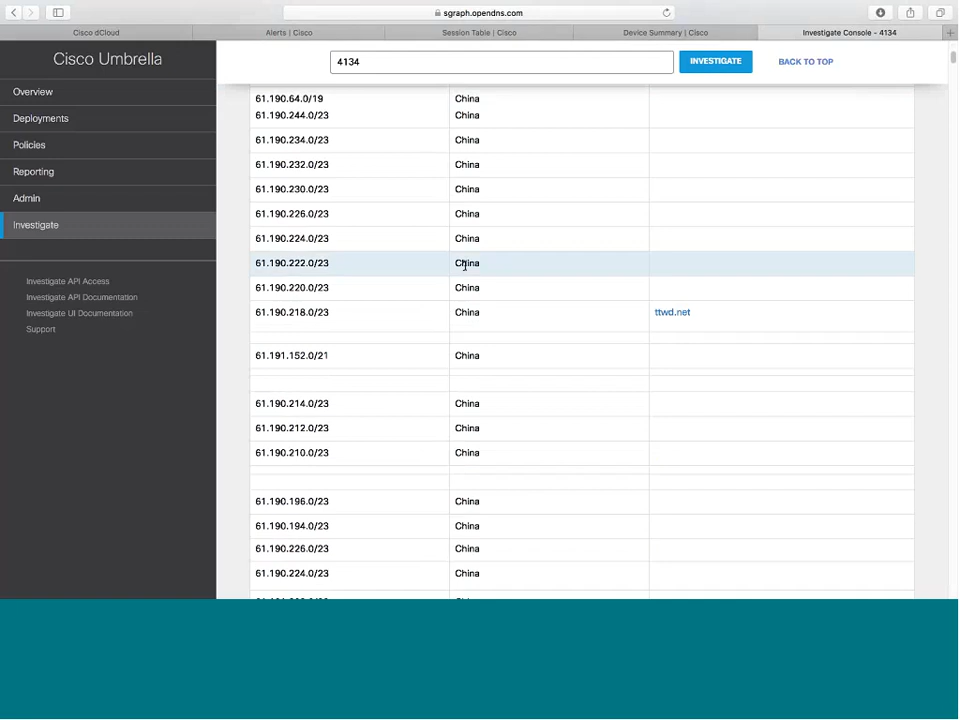 sgraph.opendns.com
Cisco dCloud
Alerts | Cisco
Session Table | Cisco
Device Summary | Cisco
Investigate Console - 4134
Cisco Umbrella
4134
INVESTIGATE
BACK TO TOP
Overview
Deployments
Policies
Reporting
Admin
Investigate
Investigate API Access
Investigate API Documentation
Investigate UI Documentation
Support
61.190.64.0/19 China
61.190.244.0/23 China
61.190.234.0/23 China
61.190.232.0/23 China
61.190.230.0/23 China
61.190.226.0/23 China
61.190.224.0/23 China
61.190.222.0/23 China
61.190.220.0/23 China
61.190.218.0/23 China ttwd.net
61.191.152.0/21 China
61.190.214.0/23 China
61.190.212.0/23 China
61.190.210.0/23 China
61.190.196.0/23 China
61.190.194.0/23 China
61.190.226.0/23 China
61.190.224.0/23 China